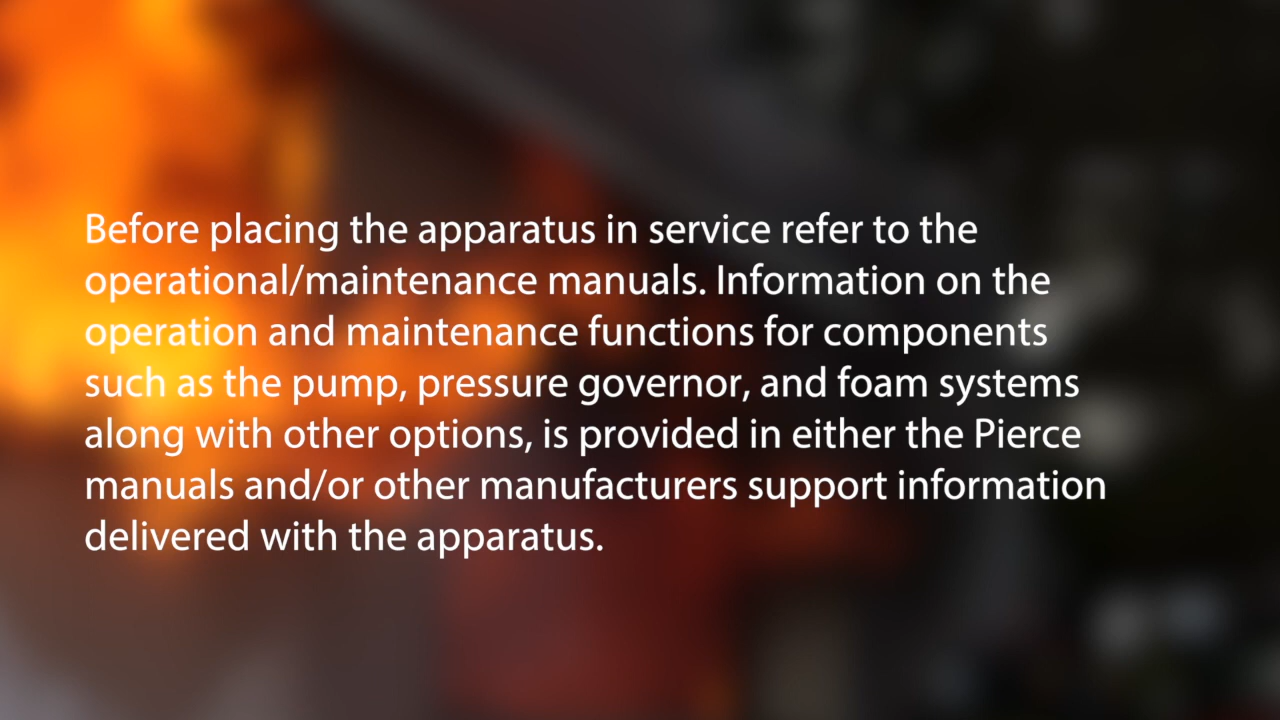 Before placing the apparatus in service refer to the
operational/maintenance manuals. Information on the
operation and maintenance functions for components
such as the pump, pressure governor, and foam systems
along with other options, is provided in either the Pierce
manuals and/or other manufacturers support information
delivered with the apparatus.